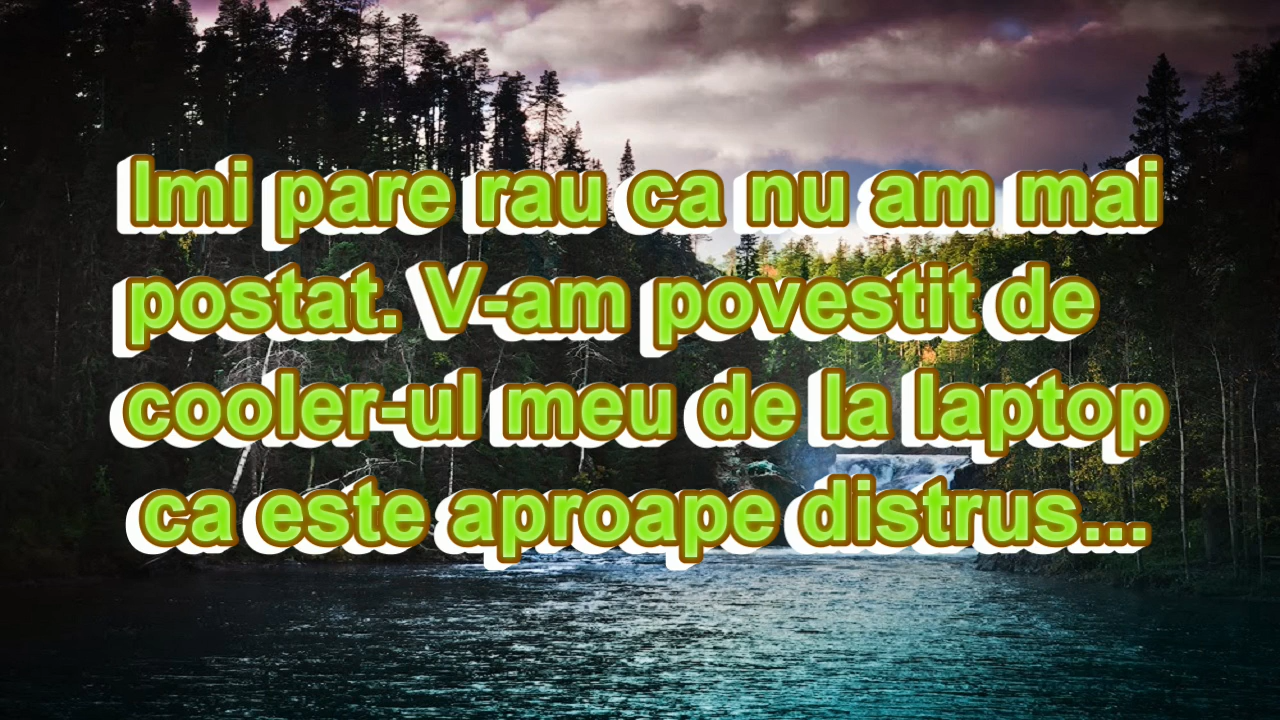 Imi pare rau ca nu am mai
postat. V-am povestit de
cooler-ul meu de la laptop
ca este aproape distrus...